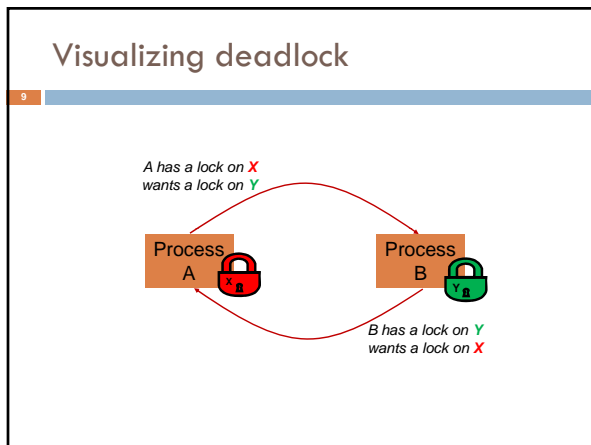 Visualizing deadlock
9
A has a lock on X
wants a lock on Y
Process
A
X
Process
B
Y
B has a lock on Y
wants a lock on X